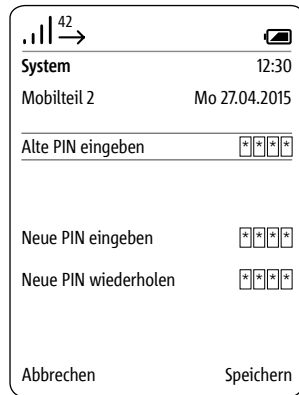 42
System 12:30
Mobilteil 2 Mo 27.04.2015
Alte PIN eingeben ****
Neue PIN eingeben ****
Neue PIN wiederholen ****
Abbrechen Speichern